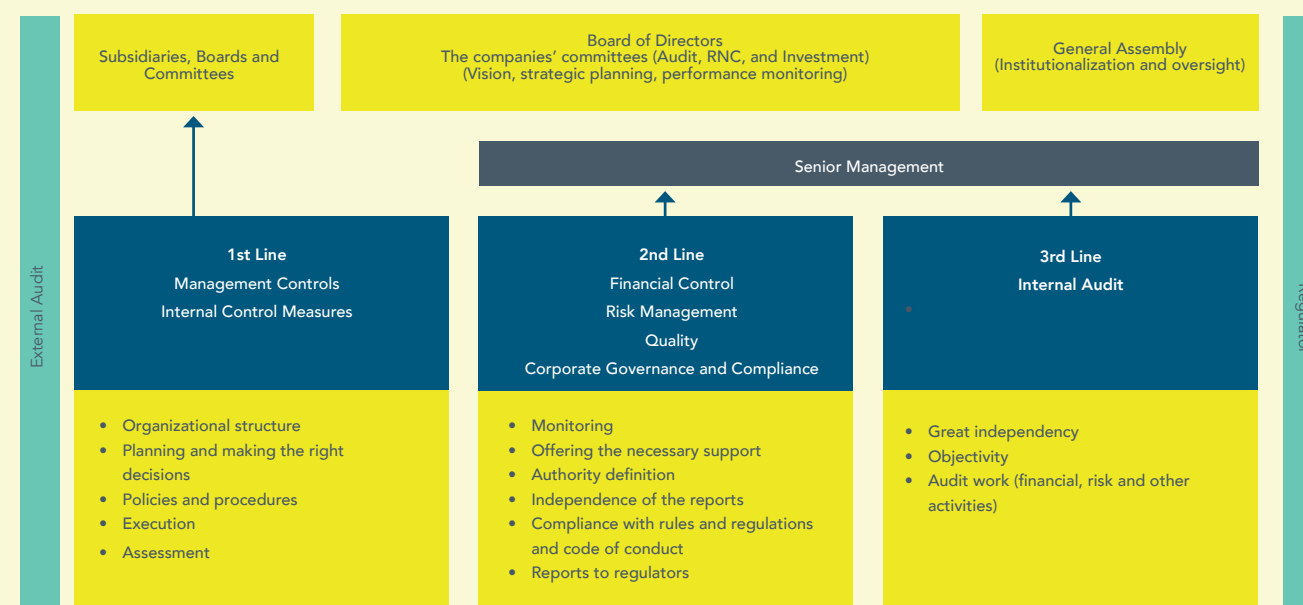 Subsidiaries, Boards and
Committees
Board of Directors
The companies' committees (Audit, RNC, and Investment)
(Vision, strategic planning, performance monitoring)
General Assembly
(Institutionalization and oversight)
Senior Management
External Audit
1st Line
Management Controls
Internal Control Measures
2nd Line
Financial Control
Risk Management
Quality
Corporate Governance and Compliance
3rd Line
Internal Audit
•
• Organizational structure
• Planning and making the right
decisions
• Policies and procedures
• Execution
• Assessment
• Monitoring
• Offering the necessary support
• Authority definition
• Independence of the reports
• Compliance with rules and regulations
and code of conduct
• Reports to regulators
• Great independency
• Objectivity
• Audit work (financial, risk and other
activities)
Regulator